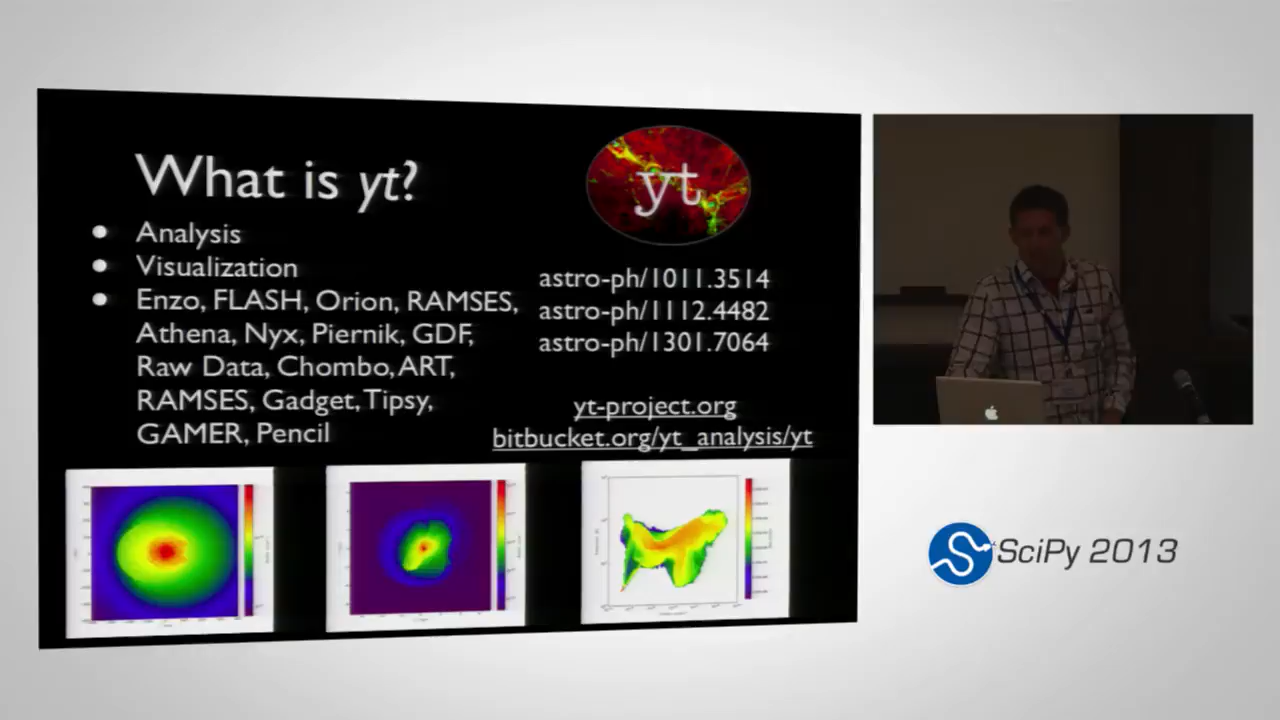 What is yt?
yt
Analysis
Visualization
Enzo, FLASH, Orion, RAMSES,
Athena, Nyx, Piernik, GDF,
Raw Data, Chombo, ART,
RAMSES, Gadget, Tipsy,
GAMER, Pencil
astro-ph/1011.3514
astro-ph/1112.4482
astro-ph/1301.7064
yt-project.org
bitbucket.org/yt_analysis/yt
SciPy 2013